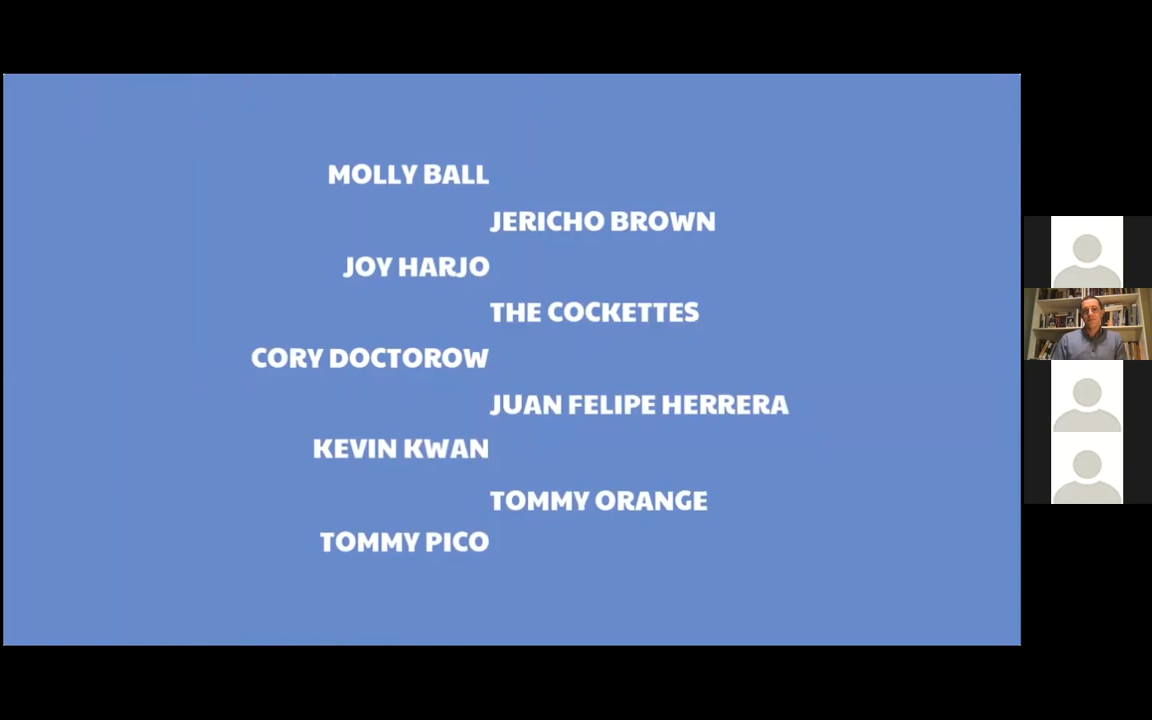 MOLLY BALL
JERICHO BROWN
JOY HARJO
THE COCKETTES
CORY DOCTOROW
JUAN FELIPE HERRERA
KEVIN KWAN
TOMMY ORANGE
TOMMY PICO